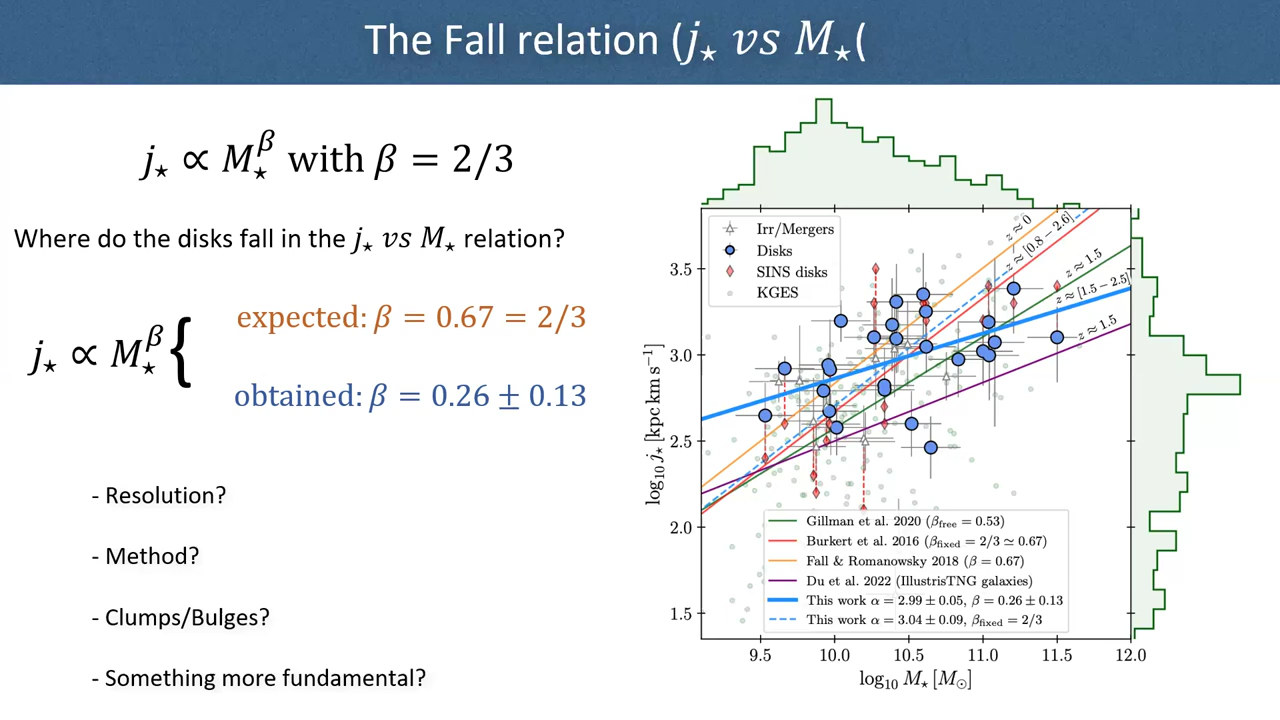 The Fall relation (j⋆ vs M⋆(
j⋆ ∝ M⋆^β with β = 2/3
Where do the disks fall in the j⋆ vs M⋆ relation?
j⋆ ∝ M⋆^β {
expected: β = 0.67 = 2/3
obtained: β = 0.26 ± 0.13
- Resolution?
- Method?
- Clumps/Bulges?
- Something more fundamental?
Irr/Mergers
Disks
SINS disks
KGES
z ≈ 0
z ≈ [0.8 − 2.6]
z ≈ 1.5
z ≈ [1.5 − 2.5]
z ≈ 1.5
3.5
3.0
2.5
2.0
1.5
log₁₀ j⋆ [kpc km s⁻¹]
Gillman et al. 2020 (β_free = 0.53)
Burkert et al. 2016 (β_fixed = 2/3 ≃ 0.67)
Fall & Romanowsky 2018 (β = 0.67)
Du et al. 2022 (IllustrisTNG galaxies)
This work α = 2.99 ± 0.05, β = 0.26 ± 0.13
This work α = 3.04 ± 0.09, β_fixed = 2/3
9.5 10.0 10.5 11.0 11.5 12.0
log₁₀ M⋆ [M⊙]